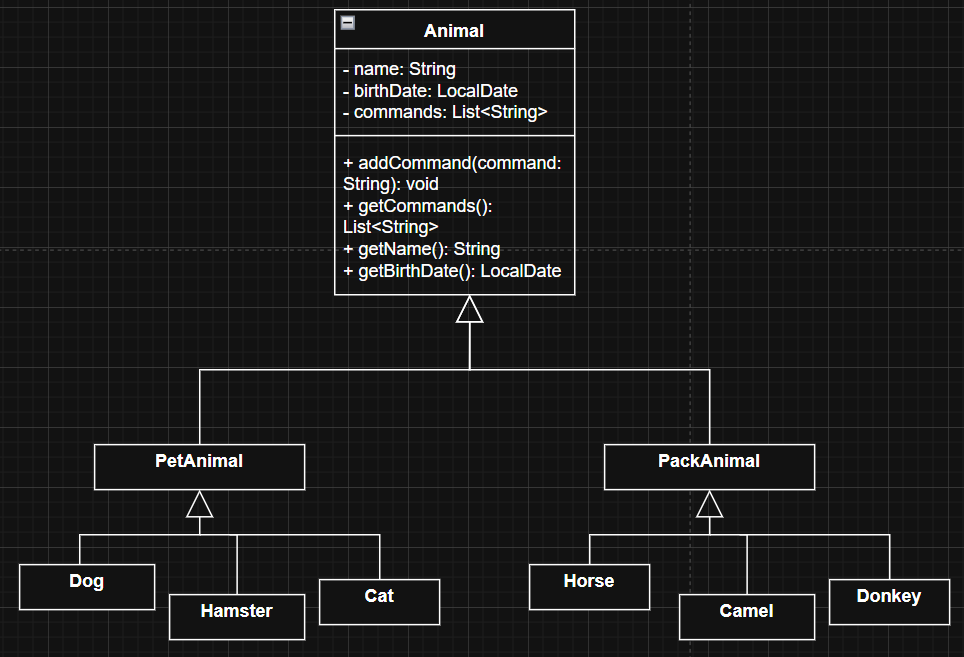 Animal
- name: String
- birthDate: LocalDate
- commands: List<String>
+ addCommand(command:
String): void
+ getCommands():
List<String>
+ getName(): String
+ getBirthDate(): LocalDate
PetAnimal
PackAnimal
Dog
Hamster
Cat
Horse
Camel
Donkey